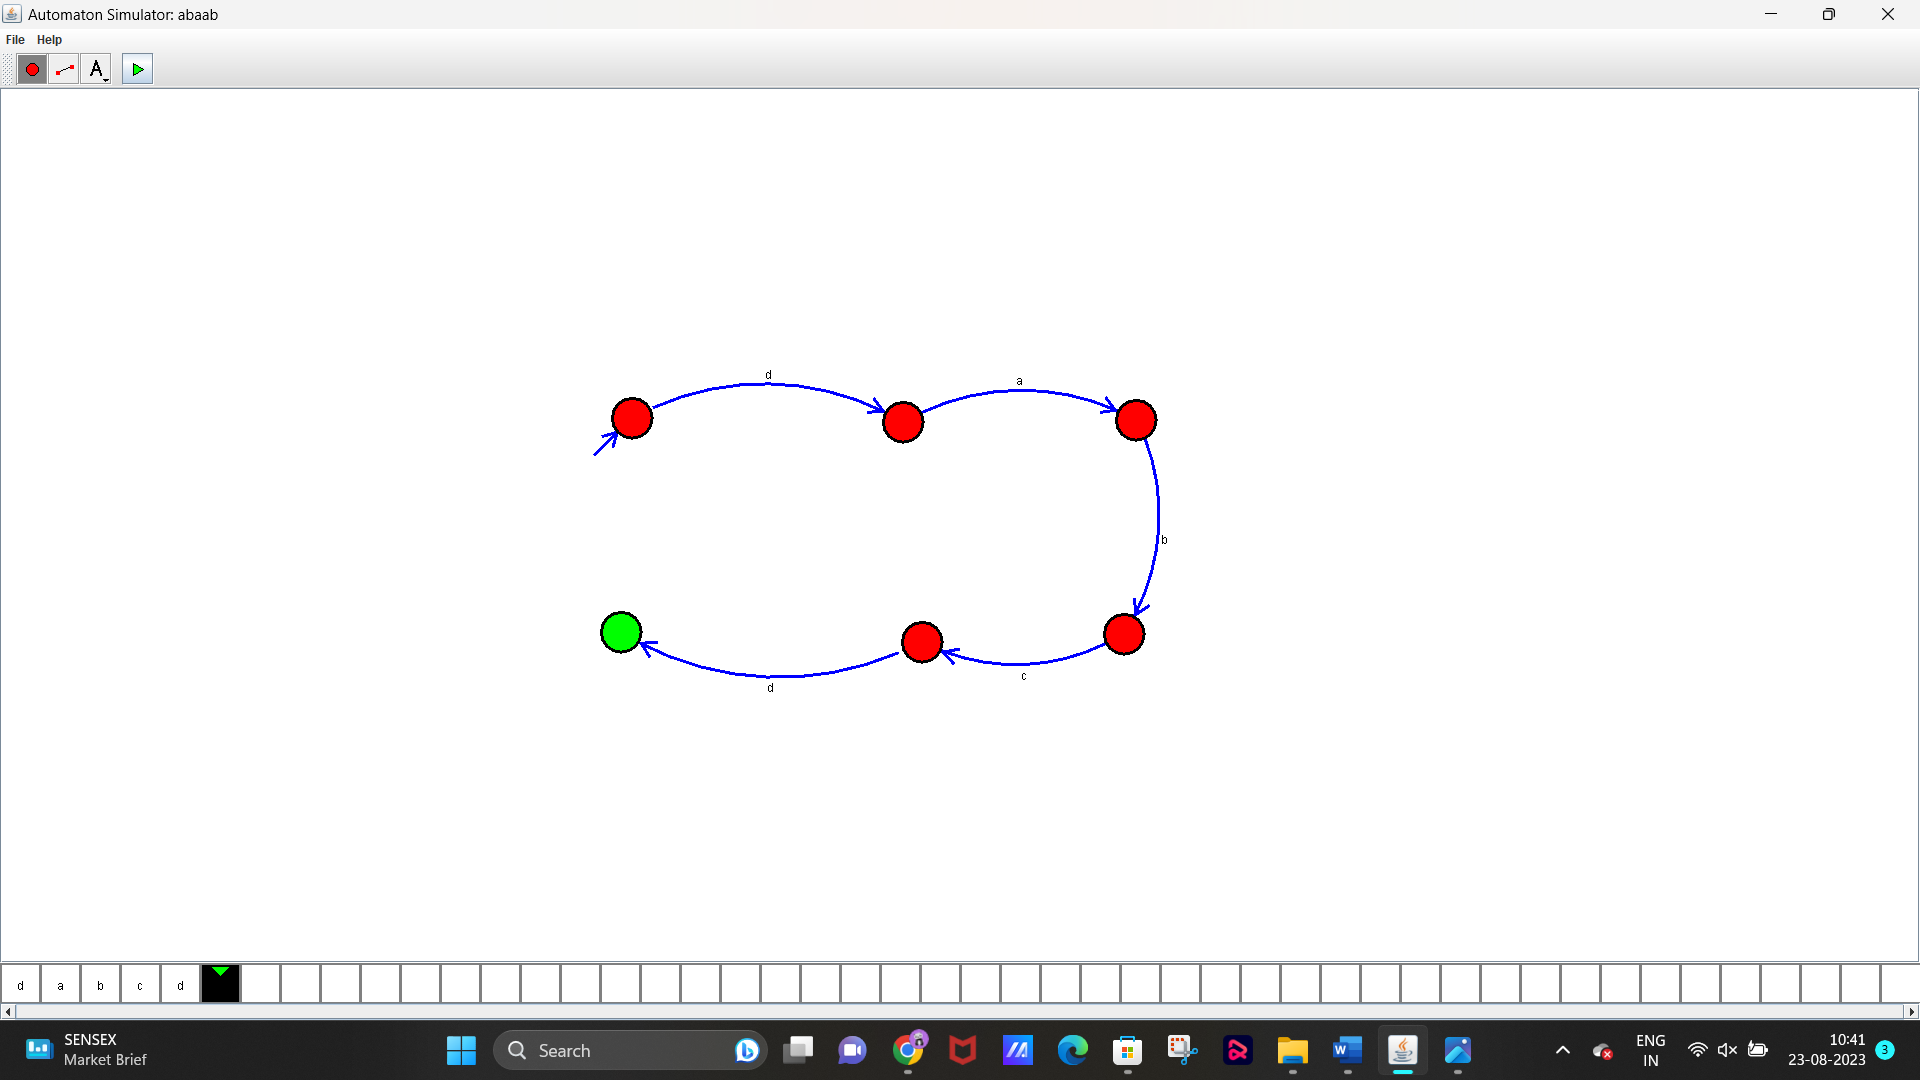 Automaton Simulator: abaab
File Help
A
d
a
b
d
c
d a b c d
SENSEX
Market Brief
Search
ENG
IN
10:41
23-08-2023
3